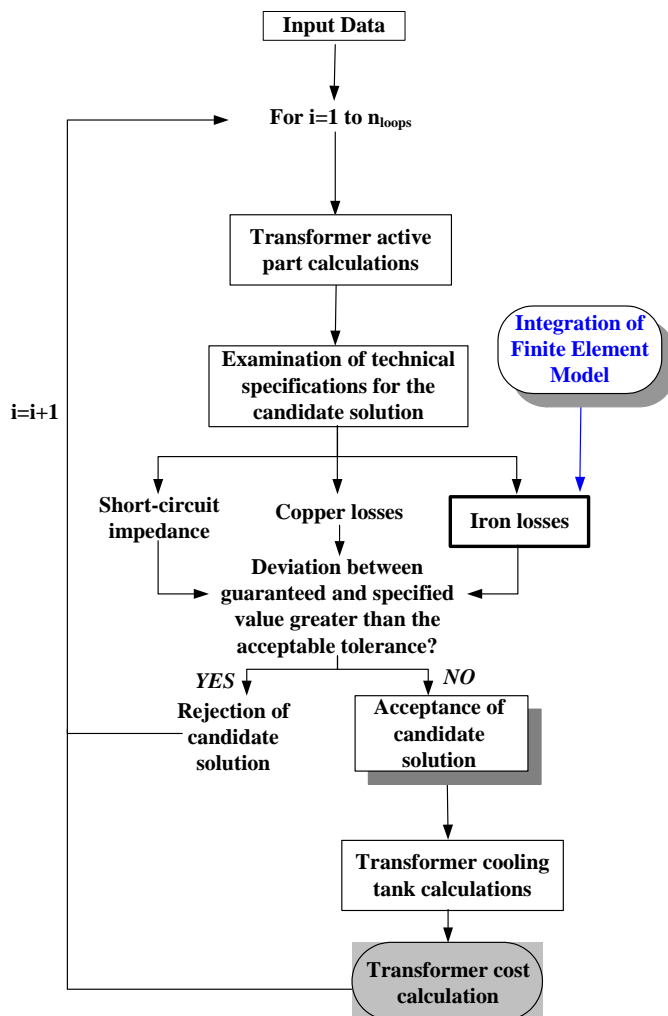 Input Data
For i=1 to nloops
Transformer active
part calculations
Integration of
Finite Element
Model
Examination of technical
specifications for the
candidate solution
i=i+1
Short-circuit
impedance
Copper losses
Iron losses
Deviation between
guaranteed and specified
value greater than the
acceptable tolerance?
YES
NO
Rejection of
candidate
solution
Acceptance of
candidate
solution
Transformer cooling
tank calculations
Transformer cost
calculation